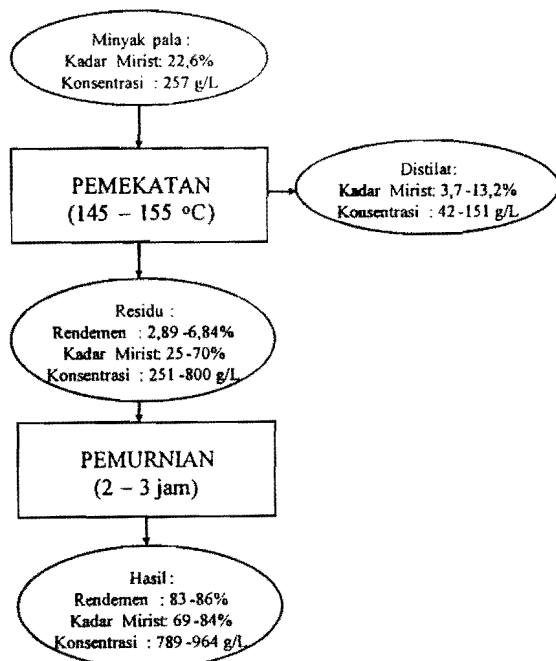 Minyak pala :
Kadar Mirist: 22,6%
Konsentrasi : 257 g/L
PEMEKATAN
(145 – 155 °C)
Distilat:
Kadar Mirist: 3,7 -13,2%
Konsentrasi : 42-151 g/L
Residu :
Rendemen : 2,89 -6,84%
Kadar Mirist: 25 -70%
Konsentrasi : 251 -800 g/L
PEMURNIAN
(2 – 3 jam)
Hasil :
Rendemen : 83-86%
Kadar Mirist: 69-84%
Konsentrasi : 789 -964 g/L